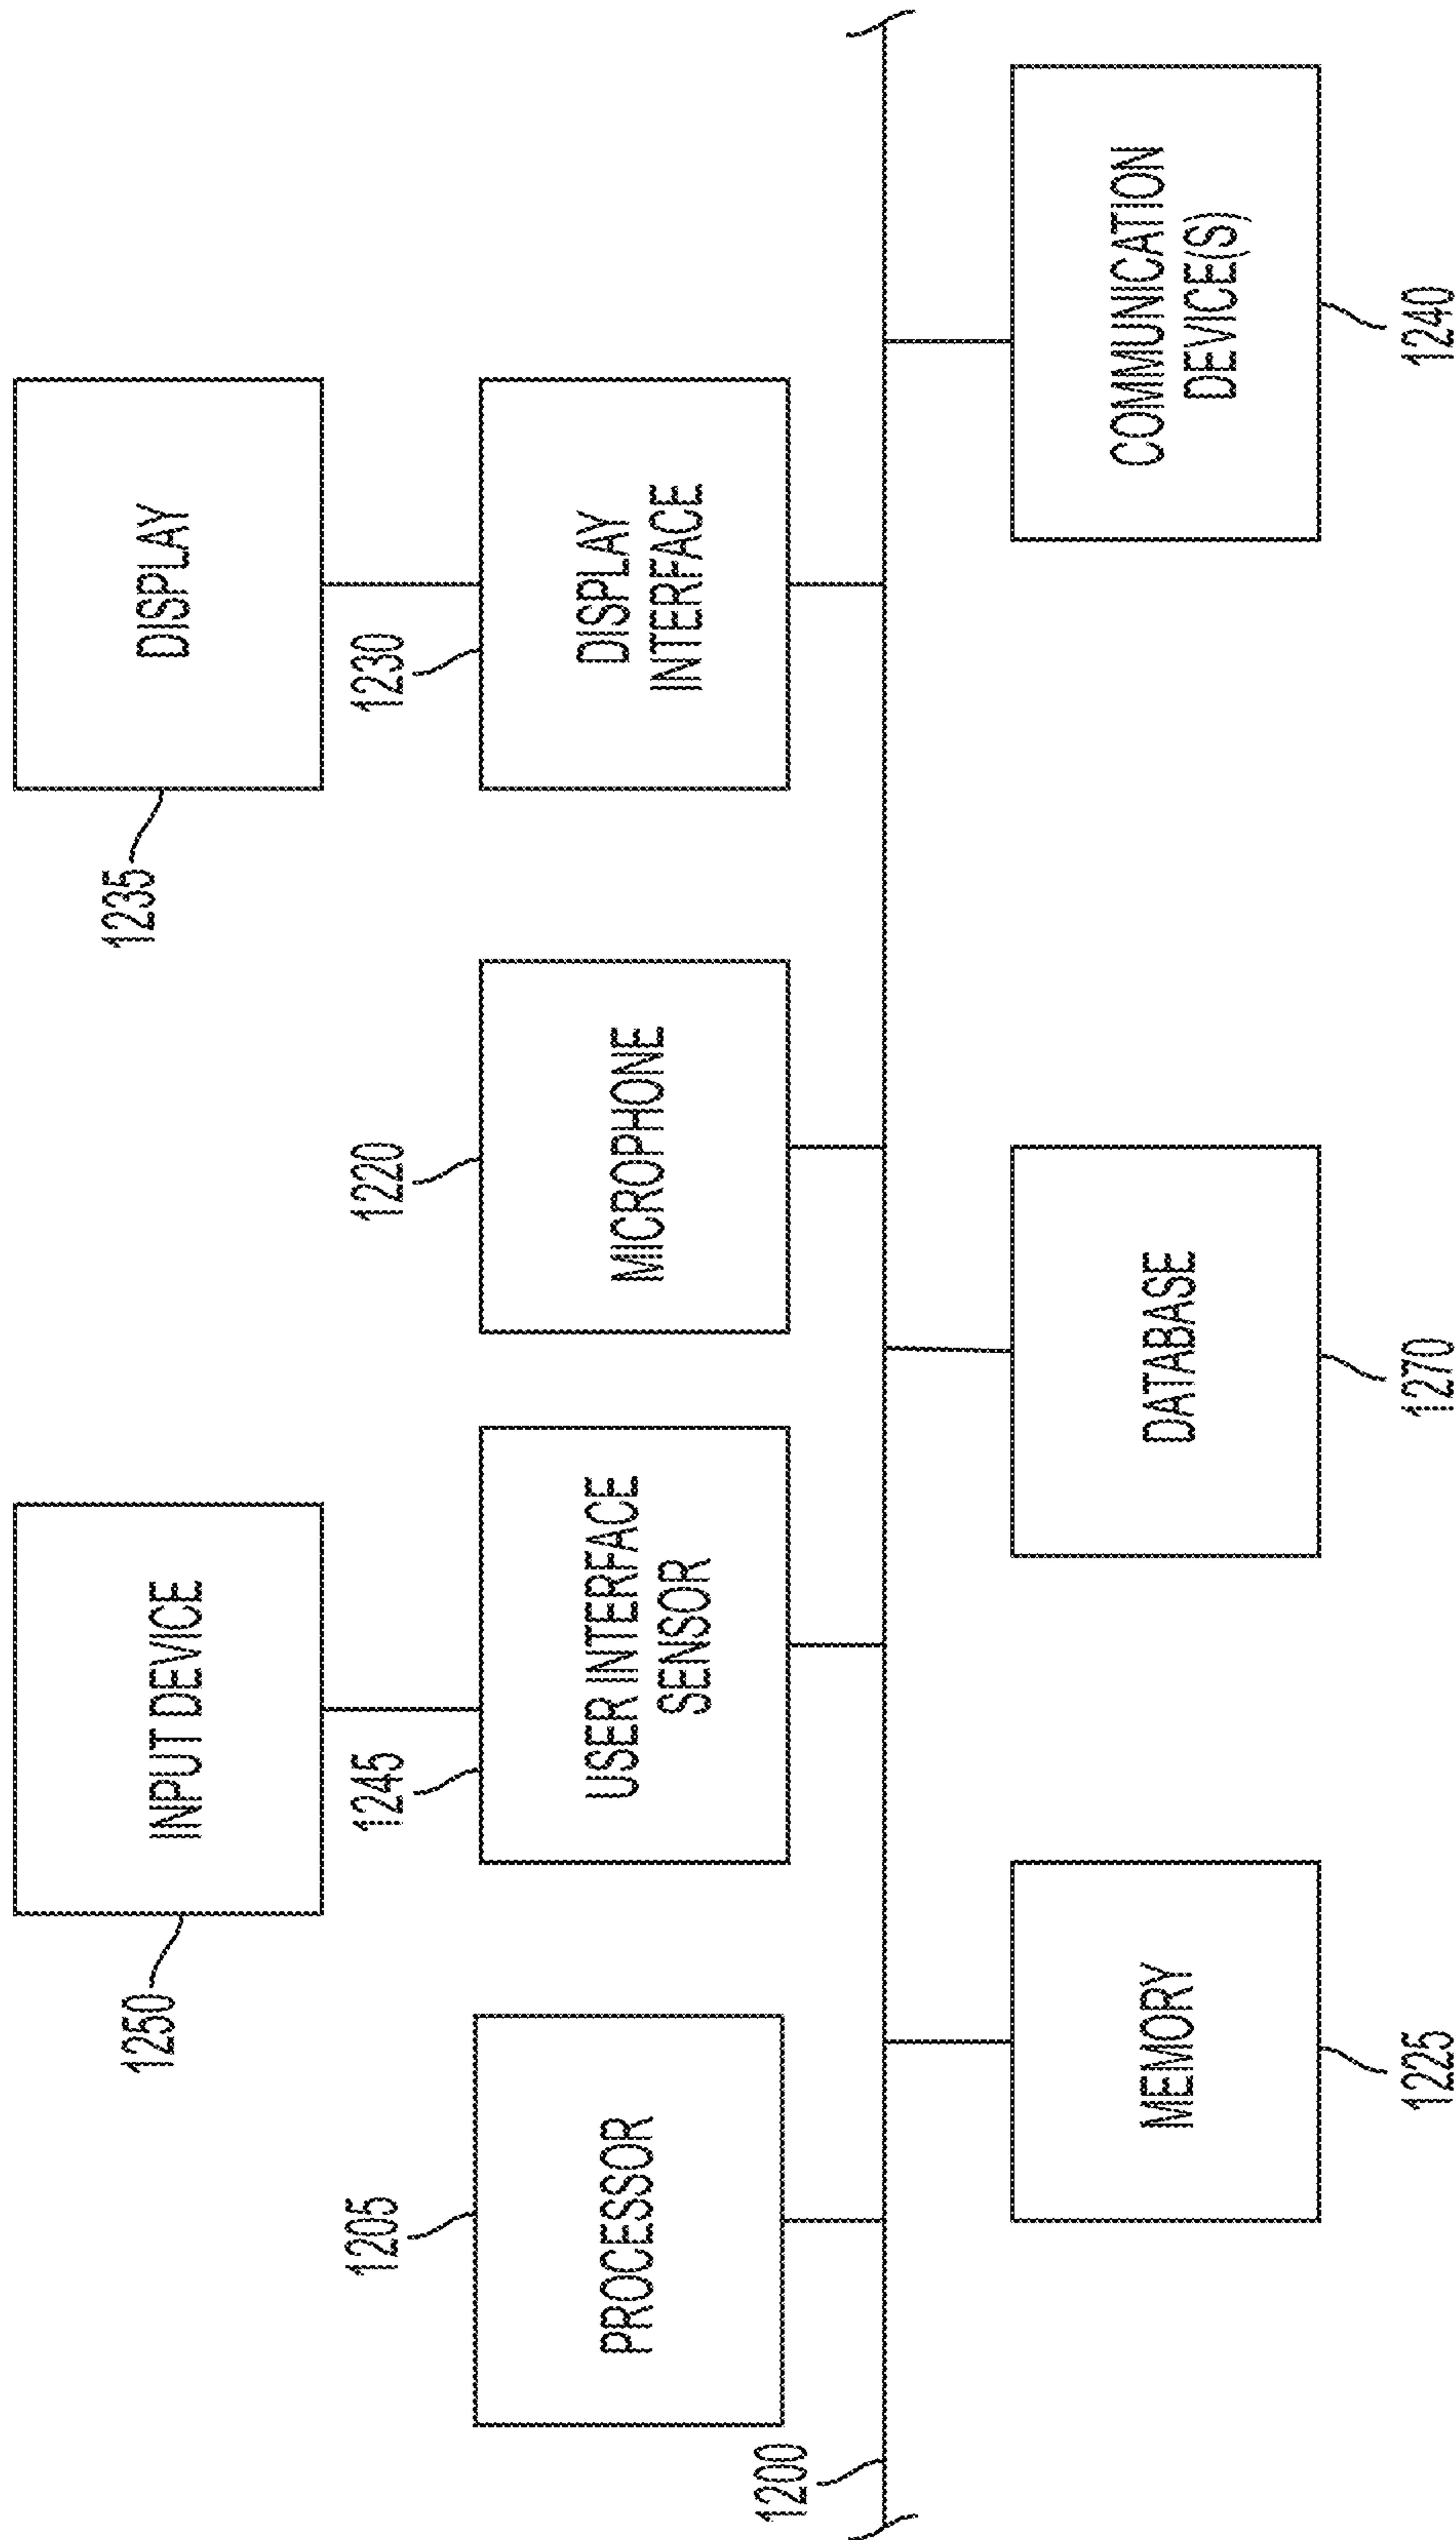 INPUT DEVICE
1250
DISPLAY
1235
1205
PROCESSOR
1245
USER INTERFACE
SENSOR
1220
MICROPHONE
1230
DISPLAY
INTERFACE
1200
MEMORY
1225
DATABASE
1270
COMMUNICATION
DEVICE(S)
1240